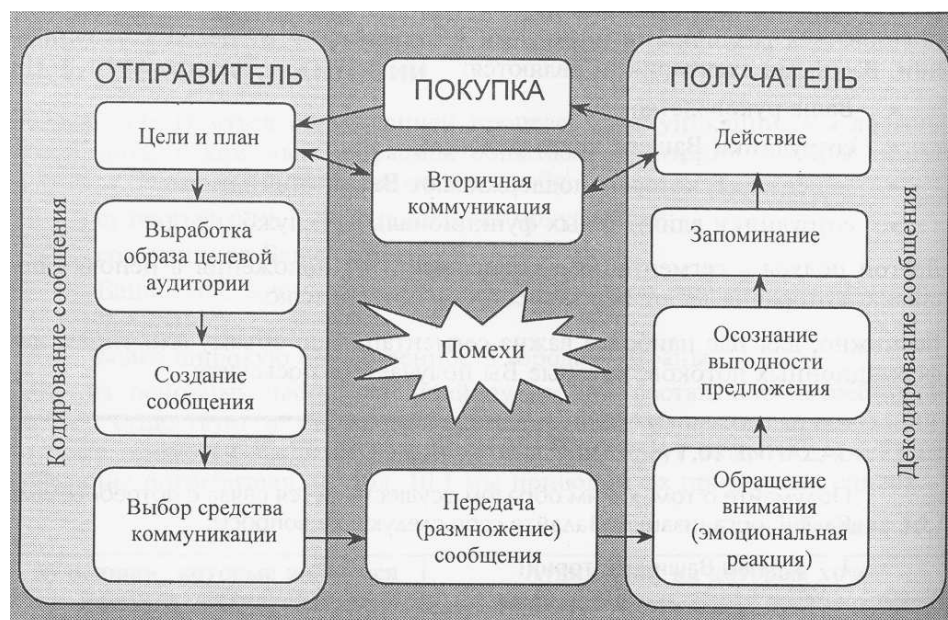 ОТПРАВИТЕЛЬ
Кодирование сообщения
Цели и план
Выработка
образа целевой
аудитории
Создание
сообщения
Выбор средства
коммуникации
ПОКУПКА
Вторичная
коммуникация
Помехи
Передача
(размножение)
сообщения
ПОЛУЧАТЕЛЬ
Декодирование сообщения
Действие
Запоминание
Осознание
выгодности
предложения
Обращение
внимания
(эмоциональная
реакция)